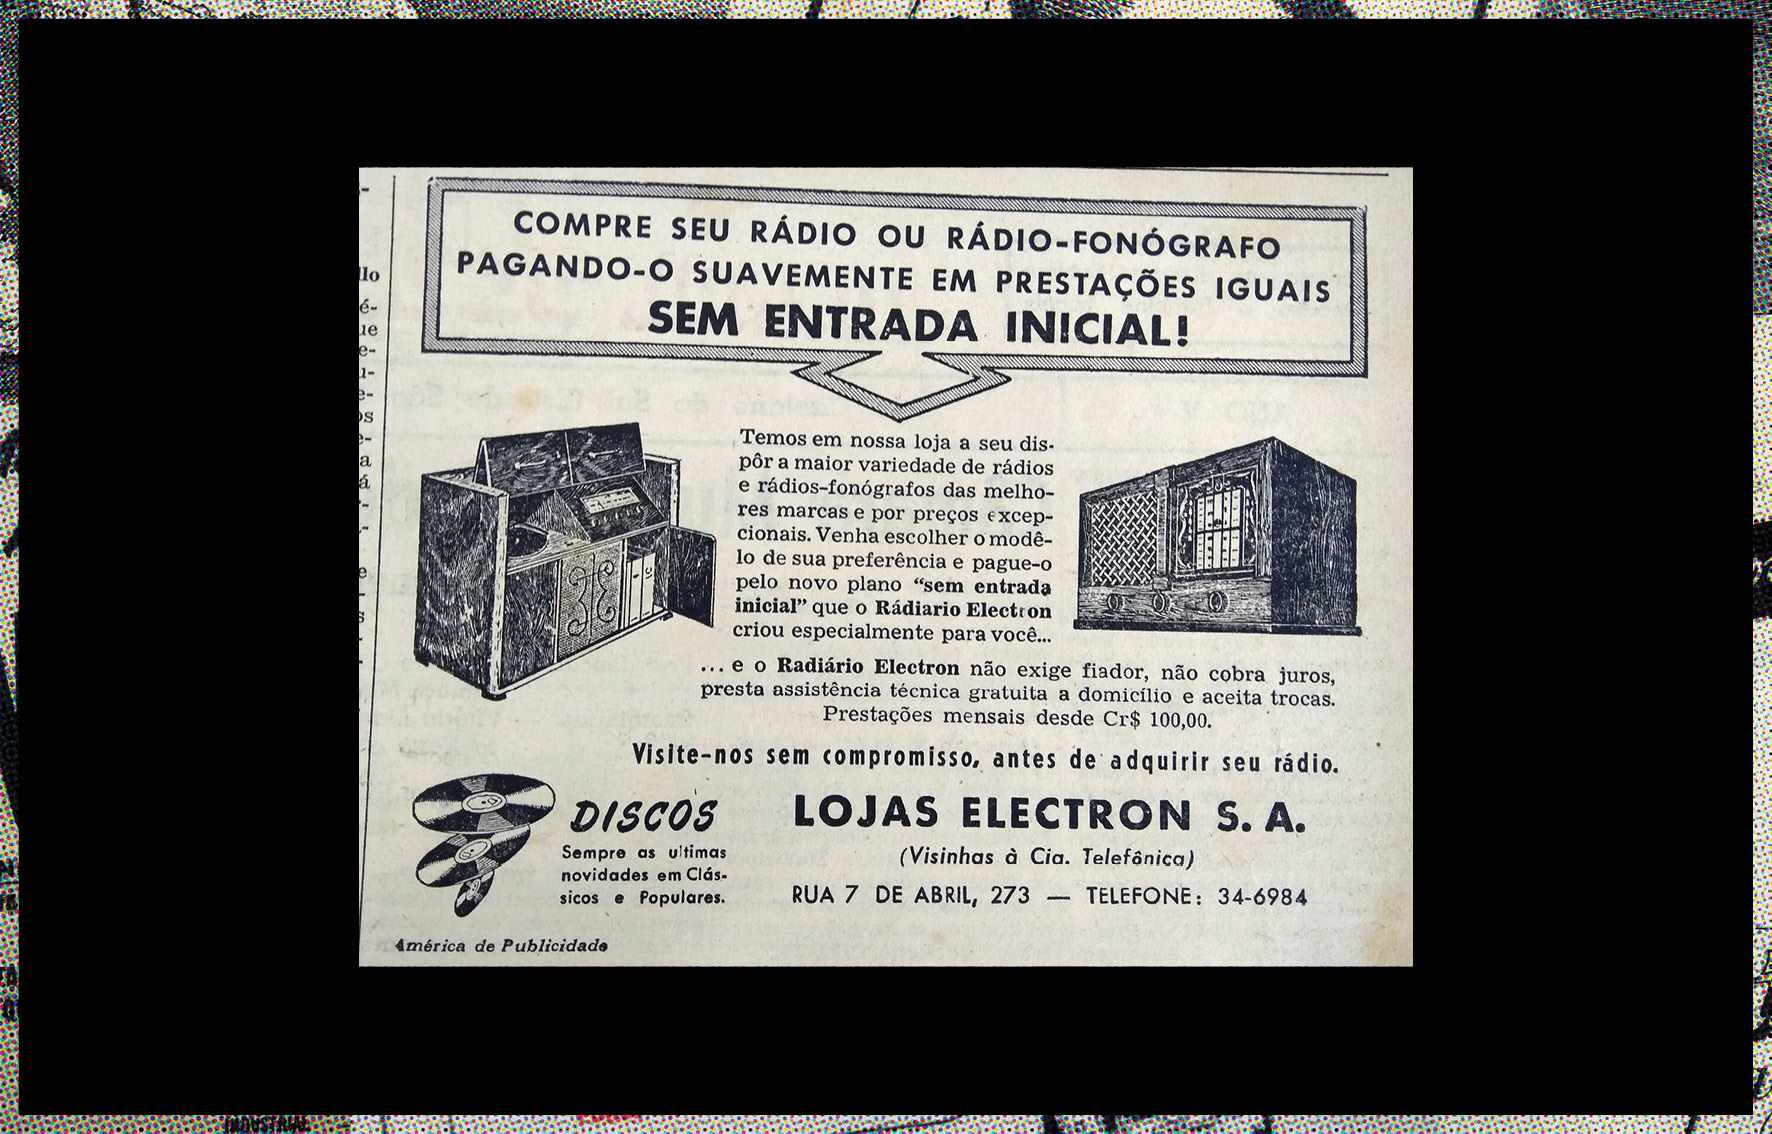 COMPRE SEU RÁDIO OU RÁDIO-FONÓGRAFO
PAGANDO-O SUAVEMENTE EM PRESTAÇÕES IGUAIS
SEM ENTRADA INICIAL!
Temos em nossa loja a seu dis-
pôr a maior variedade de rádios
e rádios-fonógrafos das melho-
res marcas e por preços excep-
cionais. Venha escolher o modê-
lo de sua preferência e pague-o
pelo novo plano “sem entrada
inicial” que o Rádiario Electron
criou especialmente para você...
... e o Radiário Electron não exige fiador, não cobra juros,
presta assistência técnica gratuita a domicílio e aceita trocas.
Prestações mensais desde Cr$ 100,00.
Visite-nos sem compromisso, antes de adquirir seu rádio.
DISCOS
Sempre as ultimas
novidades em Clás-
sicos e Populares.
LOJAS ELECTRON S. A.
(Visinhas à Cia. Telefônica)
RUA 7 DE ABRIL, 273 — TELEFONE: 34-6984
América de Publicidade